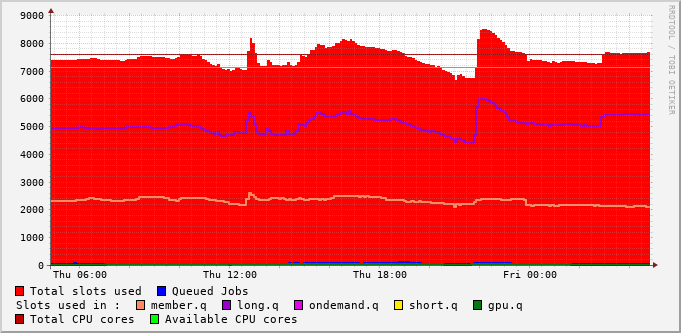 9000
8000
7000
6000
5000
4000
3000
2000
1000
0
Thu 06:00 Thu 12:00 Thu 18:00 Fri 00:00
RRDTOOL / TOBI OETIKER
Total slots used Queued Jobs
Slots used in : member.q long.q ondemand.q short.q gpu.q
Total CPU cores Available CPU cores